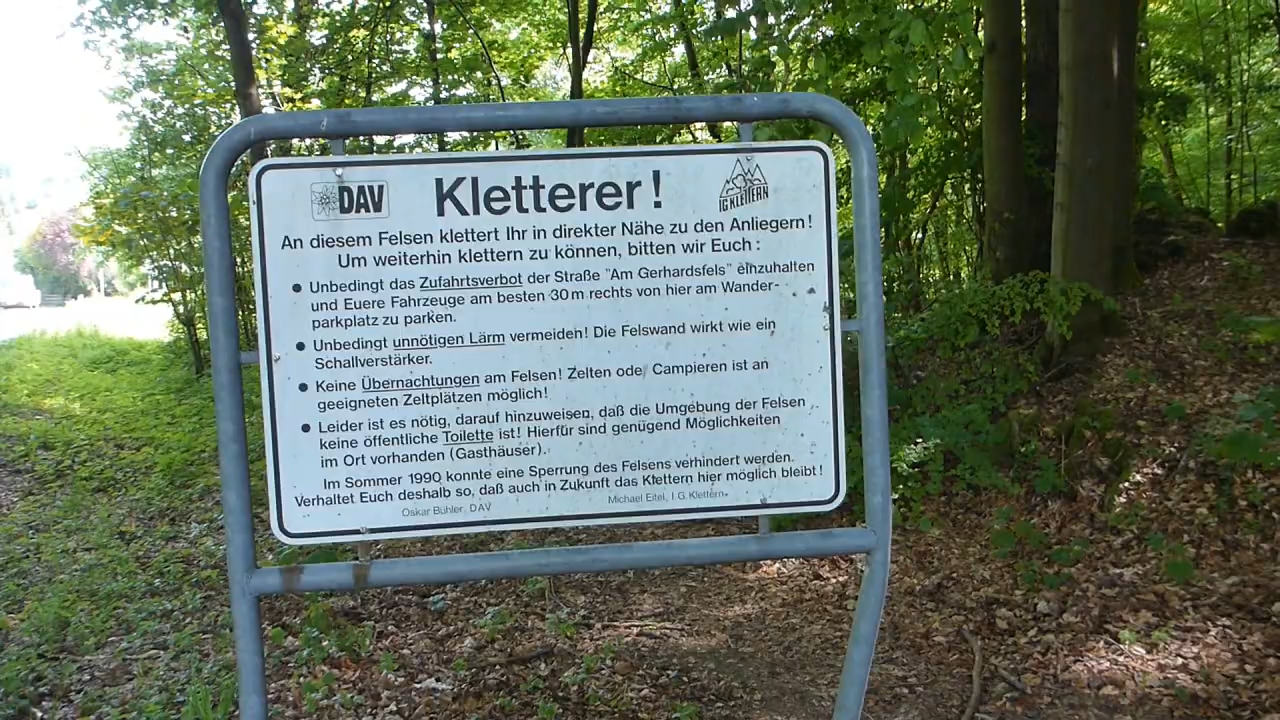 DAV
Kletterer!
IG KLETTERN
An diesem Felsen klettert Ihr in direkter Nähe zu den Anliegern!
Um weiterhin klettern zu können, bitten wir Euch:
● Unbedingt das Zufahrtsverbot der Straße "Am Gerhardsfels" einzuhalten
und Euere Fahrzeuge am besten 30m rechts von hier am Wander-
parkplatz zu parken.
● Unbedingt unnötigen Lärm vermeiden! Die Felswand wirkt wie ein
Schallverstärker.
● Keine Übernachtungen am Felsen! Zelten oder Campieren ist an
geeigneten Zeltplätzen möglich!
● Leider ist es nötig, darauf hinzuweisen, daß die Umgebung der Felsen
keine öffentliche Toilette ist! Hierfür sind genügend Möglichkeiten
im Ort vorhanden (Gasthäuser).
Im Sommer 1990 konnte eine Sperrung des Felsens verhindert werden.
Verhaltet Euch deshalb so, daß auch in Zukunft das Klettern hier möglich bleibt!
Oskar Bühler, DAV
Michael Eitel, I.G. Klettern